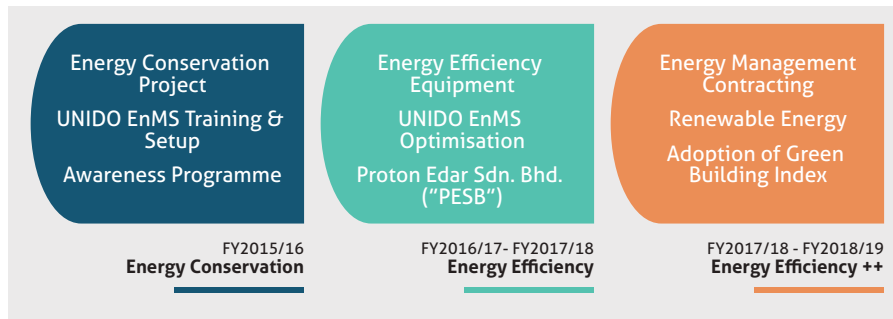 Energy Conservation
Project
UNIDO EnMS Training &
Setup
Awareness Programme
FY2015/16
Energy Conservation
Energy Efficiency
Equipment
UNIDO EnMS
Optimisation
Proton Edar Sdn. Bhd.
(”PESB”)
FY2016/17- FY2017/18
Energy Efficiency
Energy Management
Contracting
Renewable Energy
Adoption of Green
Building Index
FY2017/18 - FY2018/19
Energy Efficiency ++